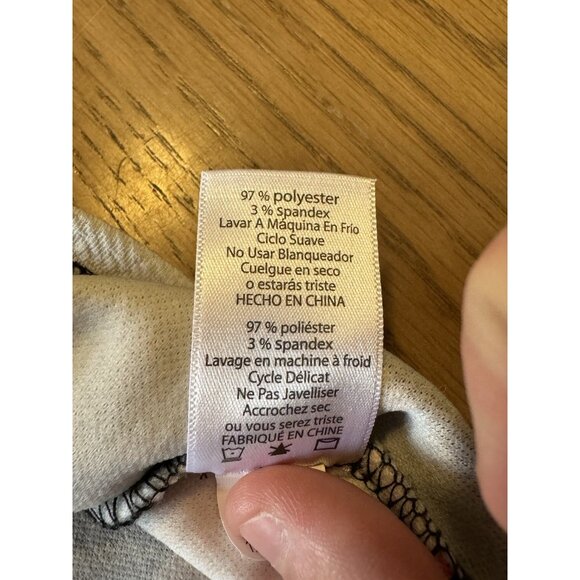 97 % polyester
3 % spandex
Lavar A Máquina En Frio
Ciclo Suave
No Usar Blanqueador
Cuelgue en seco
o estarás triste
HECHO EN CHINA
97 % poliéster
3 % spandex
Lavage en machine à froid
Cycle Délicat
Ne Pas Javelliser
Accrochez sec
ou vous serez triste
FABRIQUÉ EN CHINE